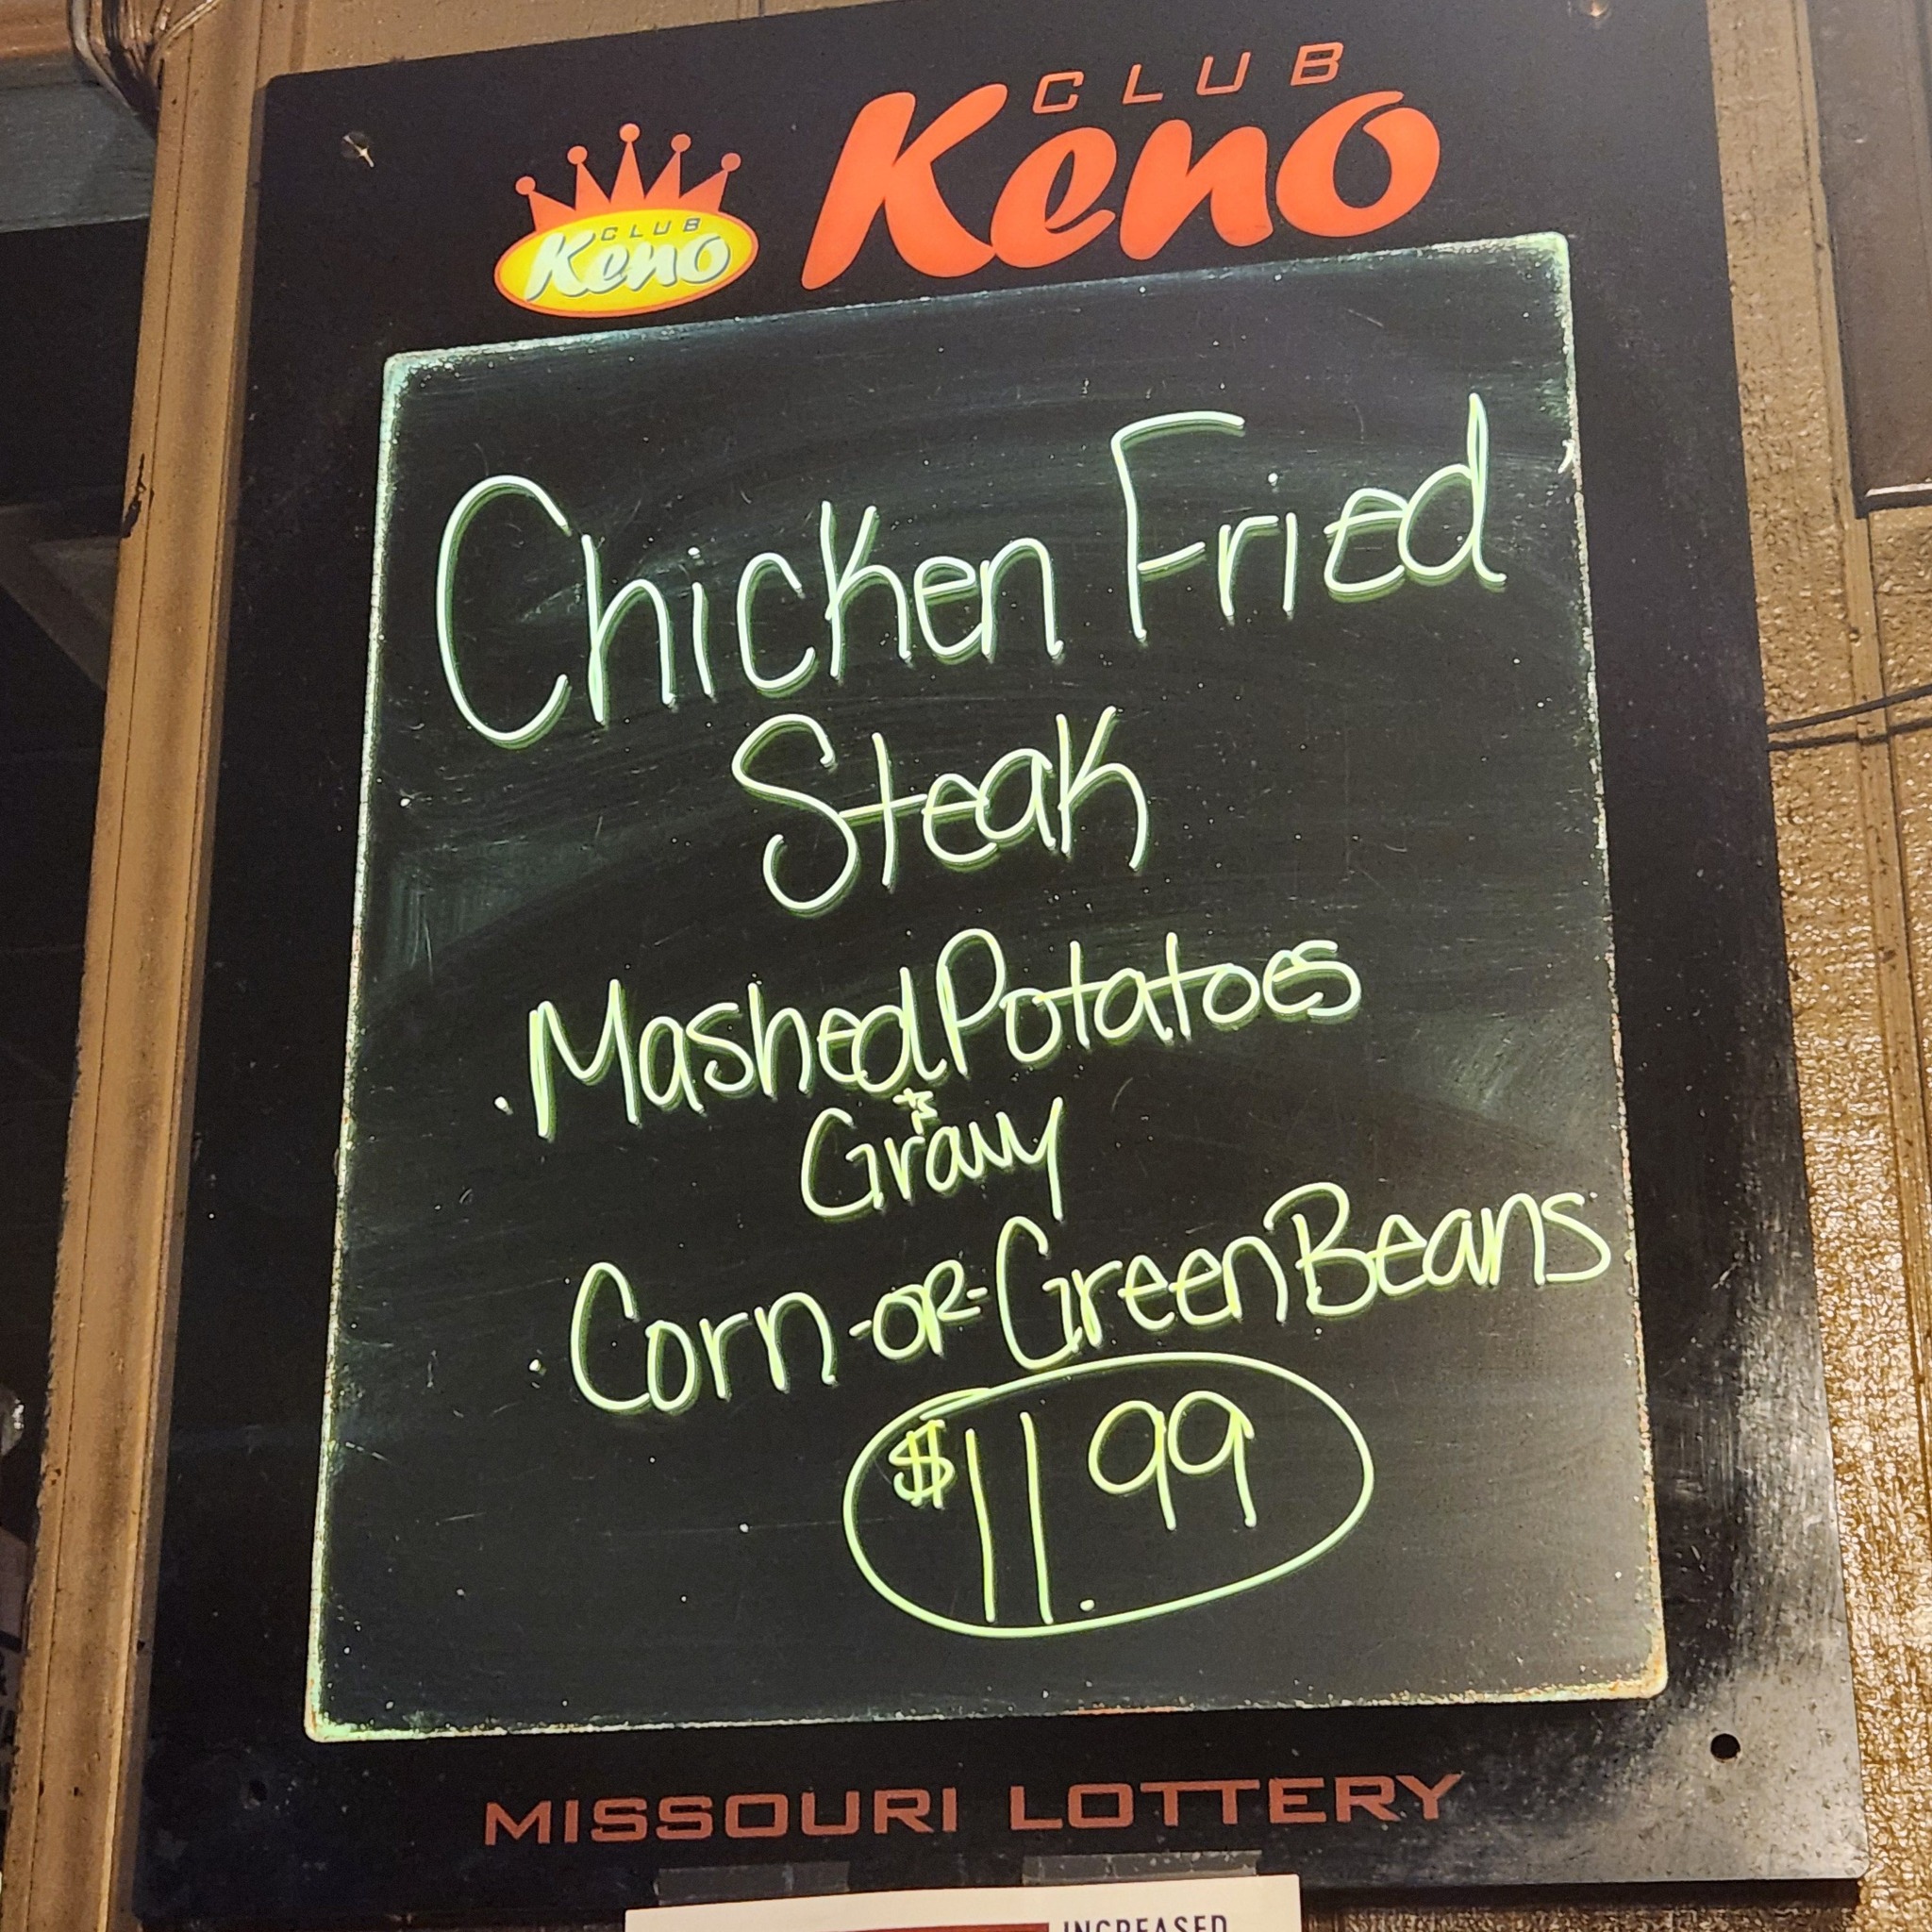 CLUB
Keno
CLUB
Keno
Chicken Fried
Steak
· Mashed Potatoes
&
Gravy
· Corn -OR- Green Beans
$11.99
MISSOURI LOTTERY
INCREASED